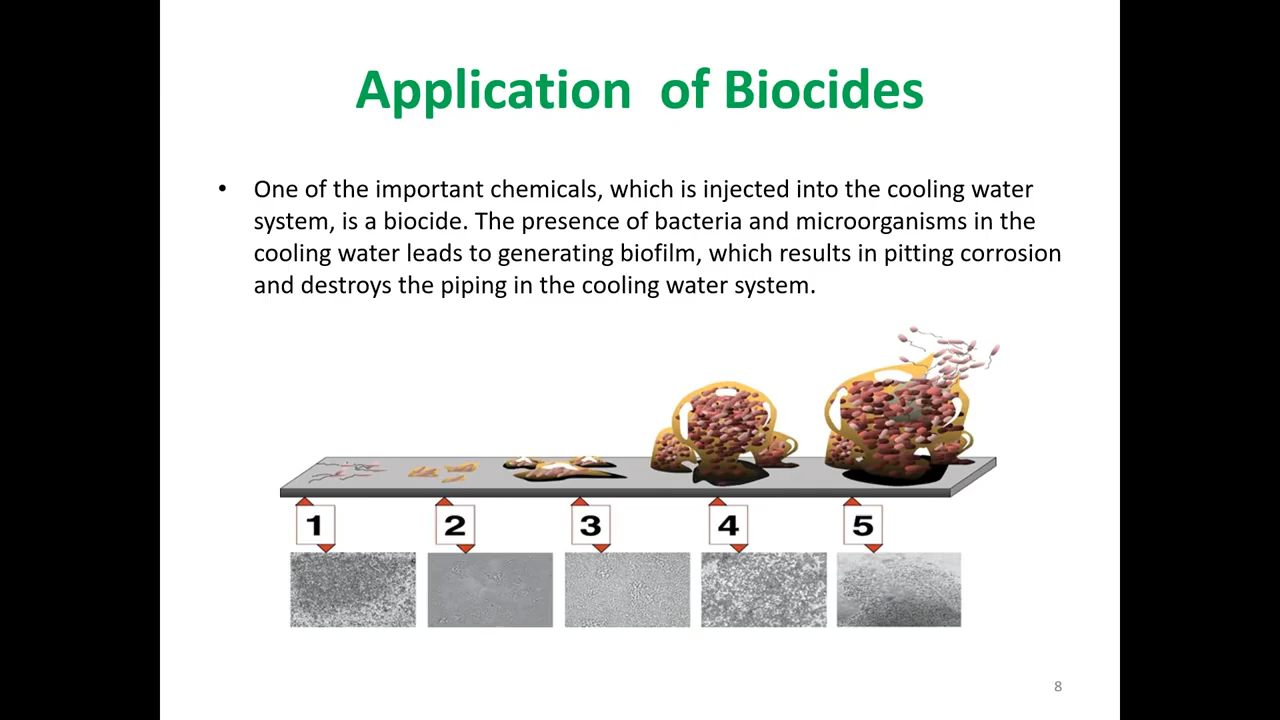 Application  of Biocides
• One of the important chemicals, which is injected into the cooling water
system, is a biocide. The presence of bacteria and microorganisms in the
cooling water leads to generating biofilm, which results in pitting corrosion
and destroys the piping in the cooling water system.
1 2 3 4 5
8